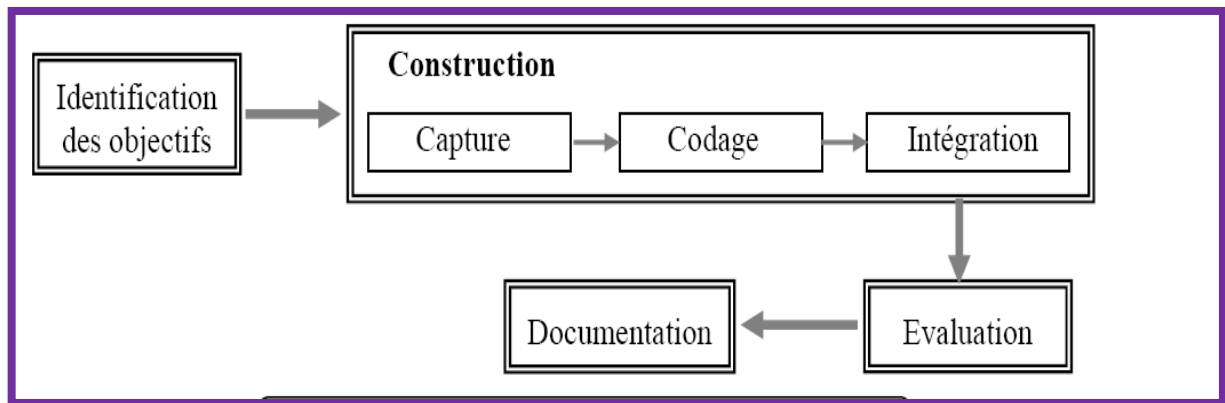 Identification
des objectifs
Construction
Capture
Codage
Intégration
Documentation
Evaluation